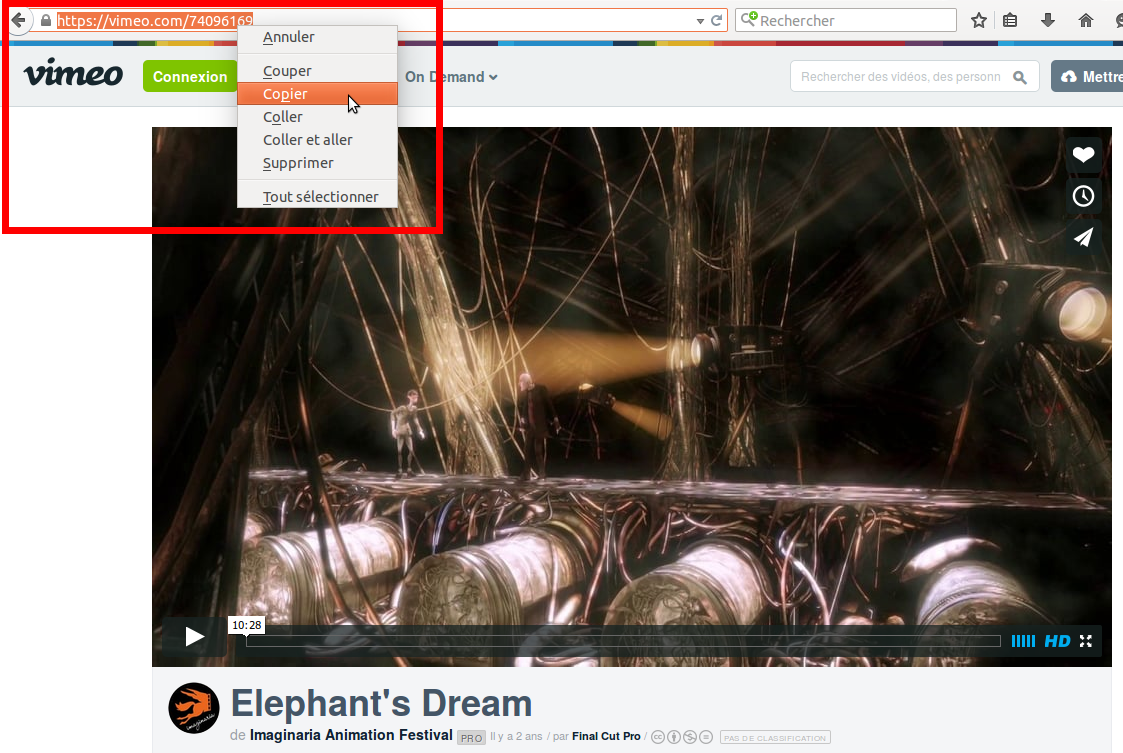 https://vimeo.com/74096169
Rechercher
Annuler
Couper
Copier
Coller
Coller et aller
Supprimer
Tout sélectionner
vimeo
Connexion
On Demand
Rechercher des vidéos, des personn
Mettre
10:28
HD
Elephant's Dream
de Imaginaria Animation Festival PRO Il y a 2 ans / par Final Cut Pro / cc PAS DE CLASSIFICATION
imaginaria